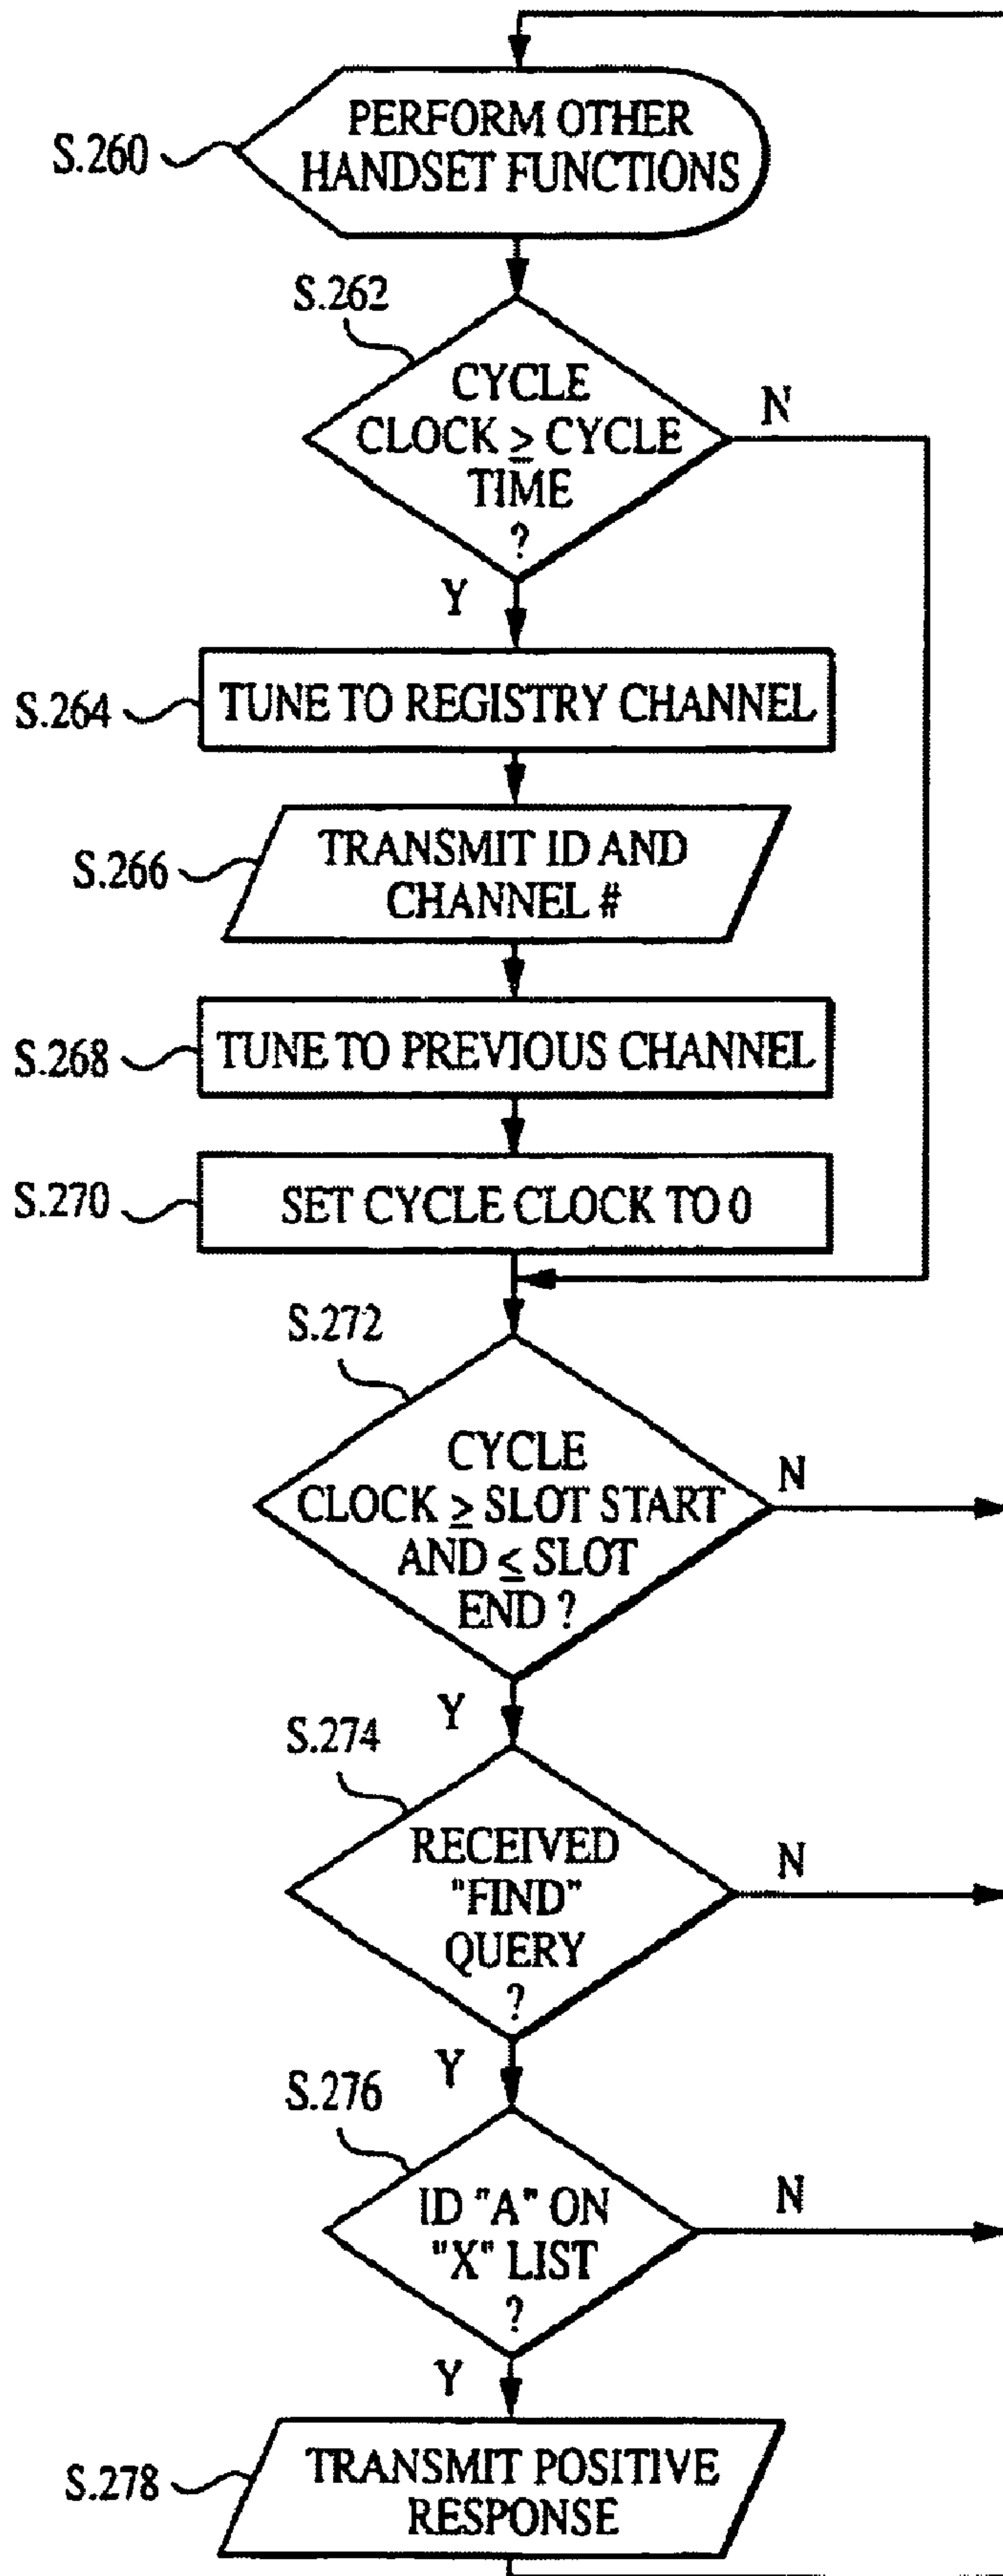 PERFORM OTHER
HANDSET FUNCTIONS
S.260
S.262
CYCLE
CLOCK ≥ CYCLE
TIME
?
N
Y
S.264
TUNE TO REGISTRY CHANNEL
S.266
TRANSMIT ID AND
CHANNEL #
S.268
TUNE TO PREVIOUS CHANNEL
S.270
SET CYCLE CLOCK TO 0
S.272
CYCLE
CLOCK ≥ SLOT START
AND ≤ SLOT
END ?
N
Y
S.274
RECEIVED
"FIND"
QUERY
?
N
Y
S.276
ID "A" ON
"X" LIST
?
N
Y
S.278
TRANSMIT POSITIVE
RESPONSE